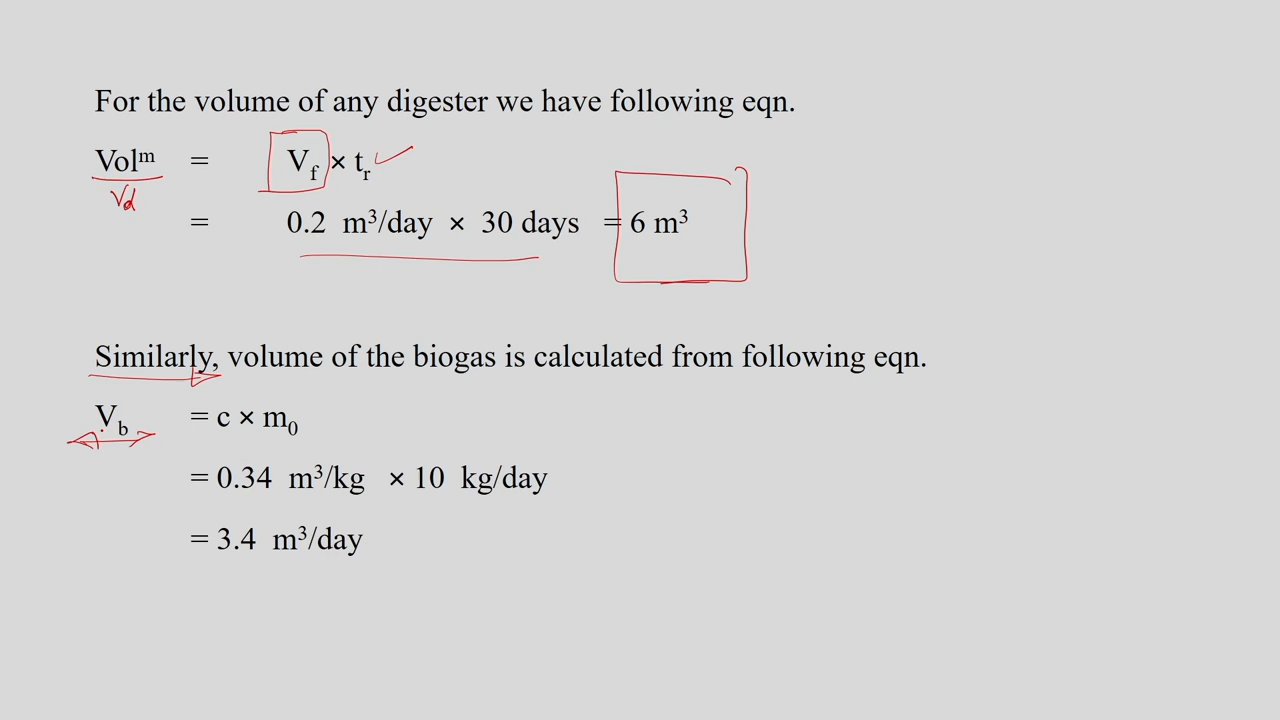 For the volume of any digester we have following eqn.
Volᵐ = V_f × t_r
Vd
= 0.2 m³/day × 30 days = 6 m³
Similarly, volume of the biogas is calculated from following eqn.
V_b = c × m₀
= 0.34 m³/kg × 10 kg/day
= 3.4 m³/day